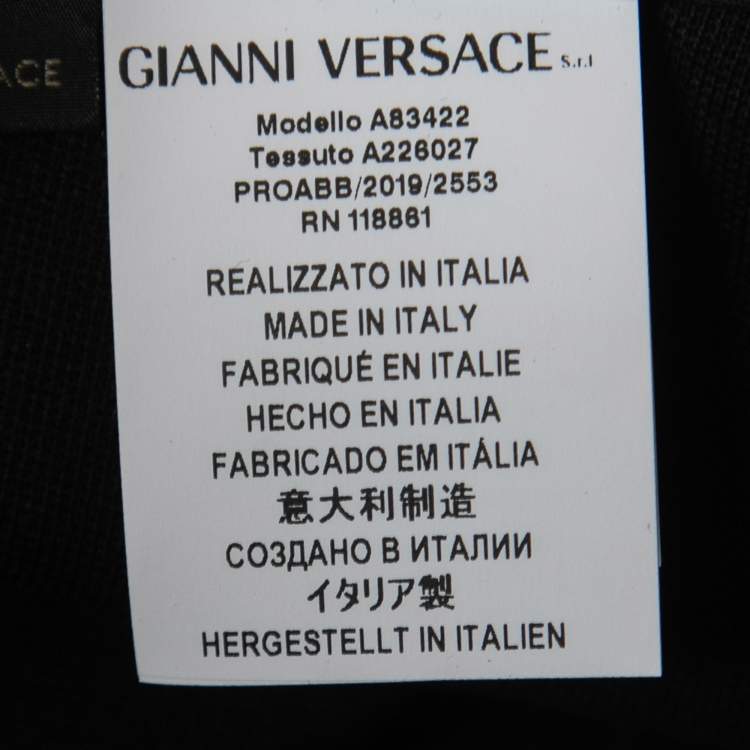 ACE
GIANNI VERSACE S.r.l
Modello A83422
Tessuto A226027
PROABB/2019/2553
RN 118861
REALIZZATO IN ITALIA
MADE IN ITALY
FABRIQUÉ EN ITALIE
HECHO EN ITALIA
FABRICADO EM ITÁLIA
意大利制造
СОЗДАНО В ИТАЛИИ
イタリア製
HERGESTELLT IN ITALIEN